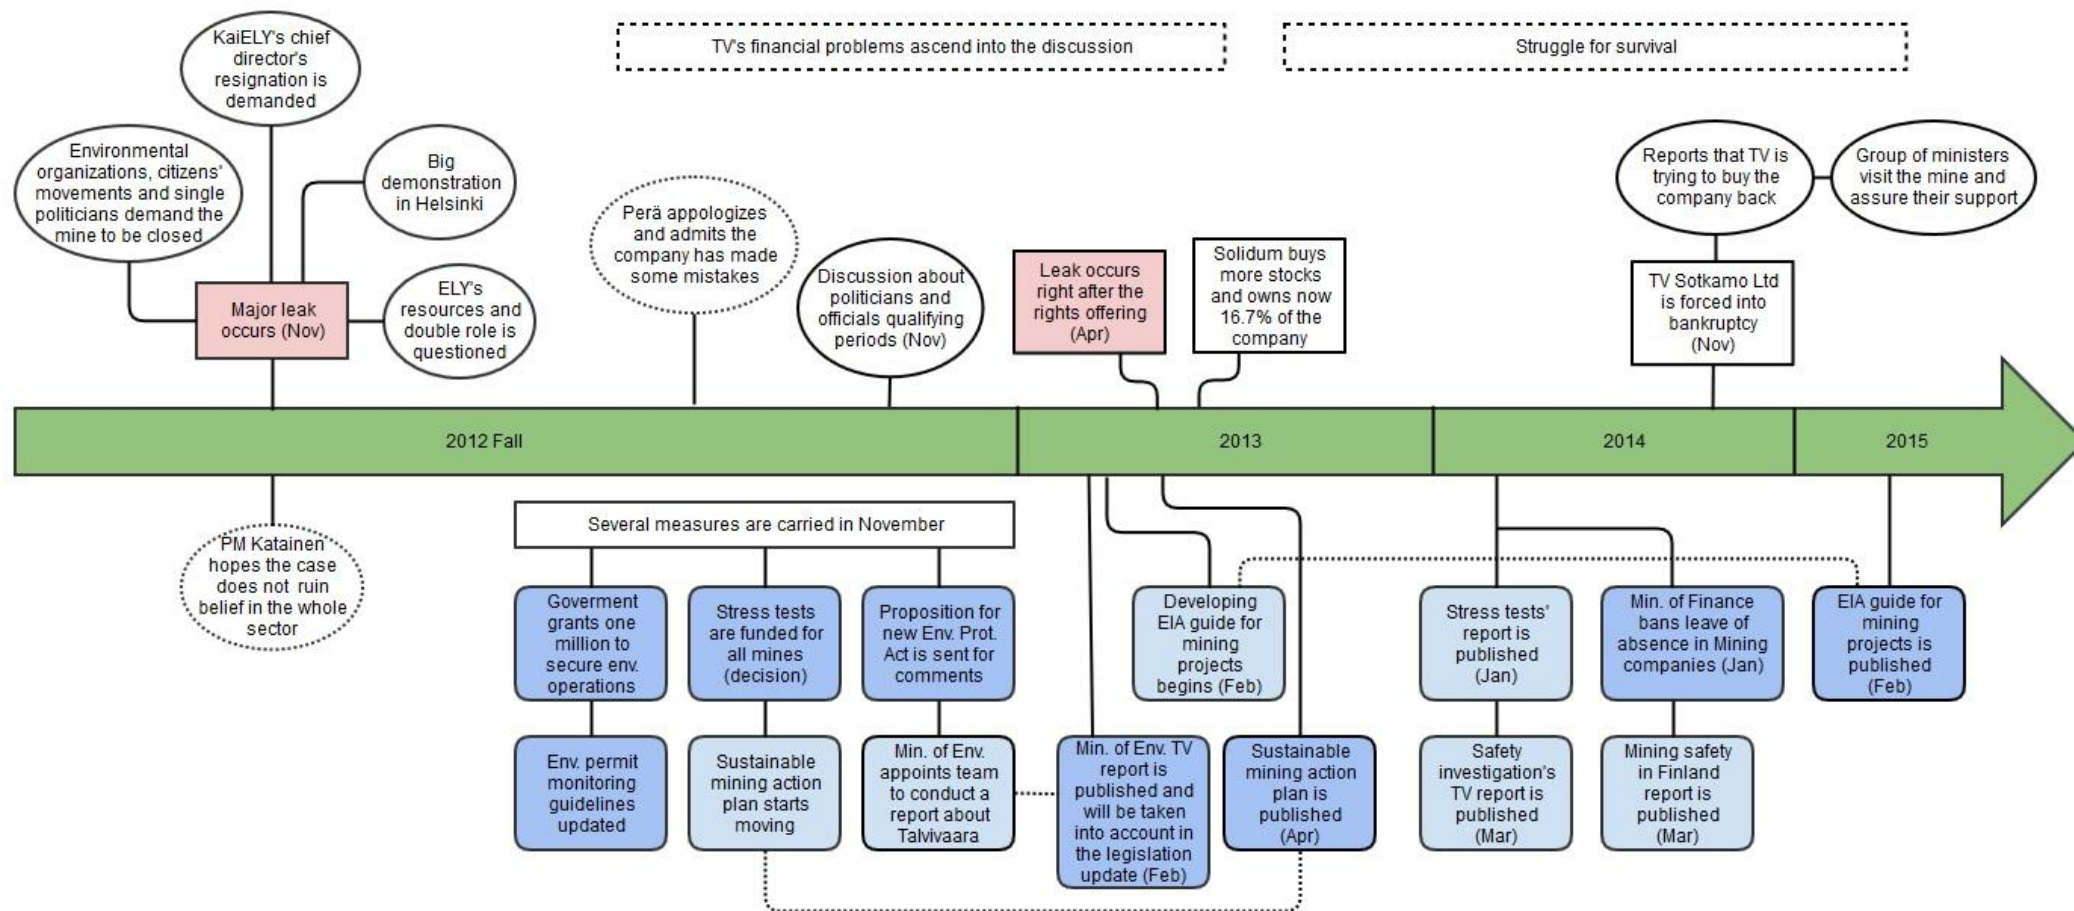 TV's financial problems ascend into the discussion
Struggle for survival
KaiELY's chief
director's
resignation is
demanded
Environmental
organizations, citizens'
movements and single
politicians demand the
mine to be closed
Big
demonstration
in Helsinki
Major leak
occurs (Nov)
ELY's
resources and
double role is
questioned
Perä appologizes
and admits the
company has made
some mistakes
Discussion about
politicians and
officials qualifying
periods (Nov)
Leak occurs
right after the
rights offering
(Apr)
Solidum buys
more stocks
and owns now
16.7% of the
company
Reports that TV is
trying to buy the
company back
Group of ministers
visit the mine and
assure their support
TV Sotkamo Ltd
is forced into
bankruptcy
(Nov)
2012 Fall
2013
2014
2015
PM Katainen
hopes the case
does not ruin
belief in the whole
sector
Several measures are carried in November
Goverment
grants one
million to
secure env.
operations
Stress tests
are funded for
all mines
(decision)
Proposition for
new Env. Prot.
Act is sent for
comments
Developing
EIA guide for
mining
projects
begins (Feb)
Stress tests'
report is
published
(Jan)
Min. of Finance
bans leave of
absence in Mining
companies (Jan)
EIA guide for
mining
projects is
published
(Feb)
Env. permit
monitoring
guidelines
updated
Sustainable
mining action
plan starts
moving
Min. of Env.
appoints team
to conduct a
report about
Talvivaara
Min. of Env. TV
report is
published and
will be taken
into account in
the legislation
update (Feb)
Sustainable
mining action
plan is
published
(Apr)
Safety
investigation's
TV report is
published
(Mar)
Mining safety
in Finland
report is
published
(Mar)